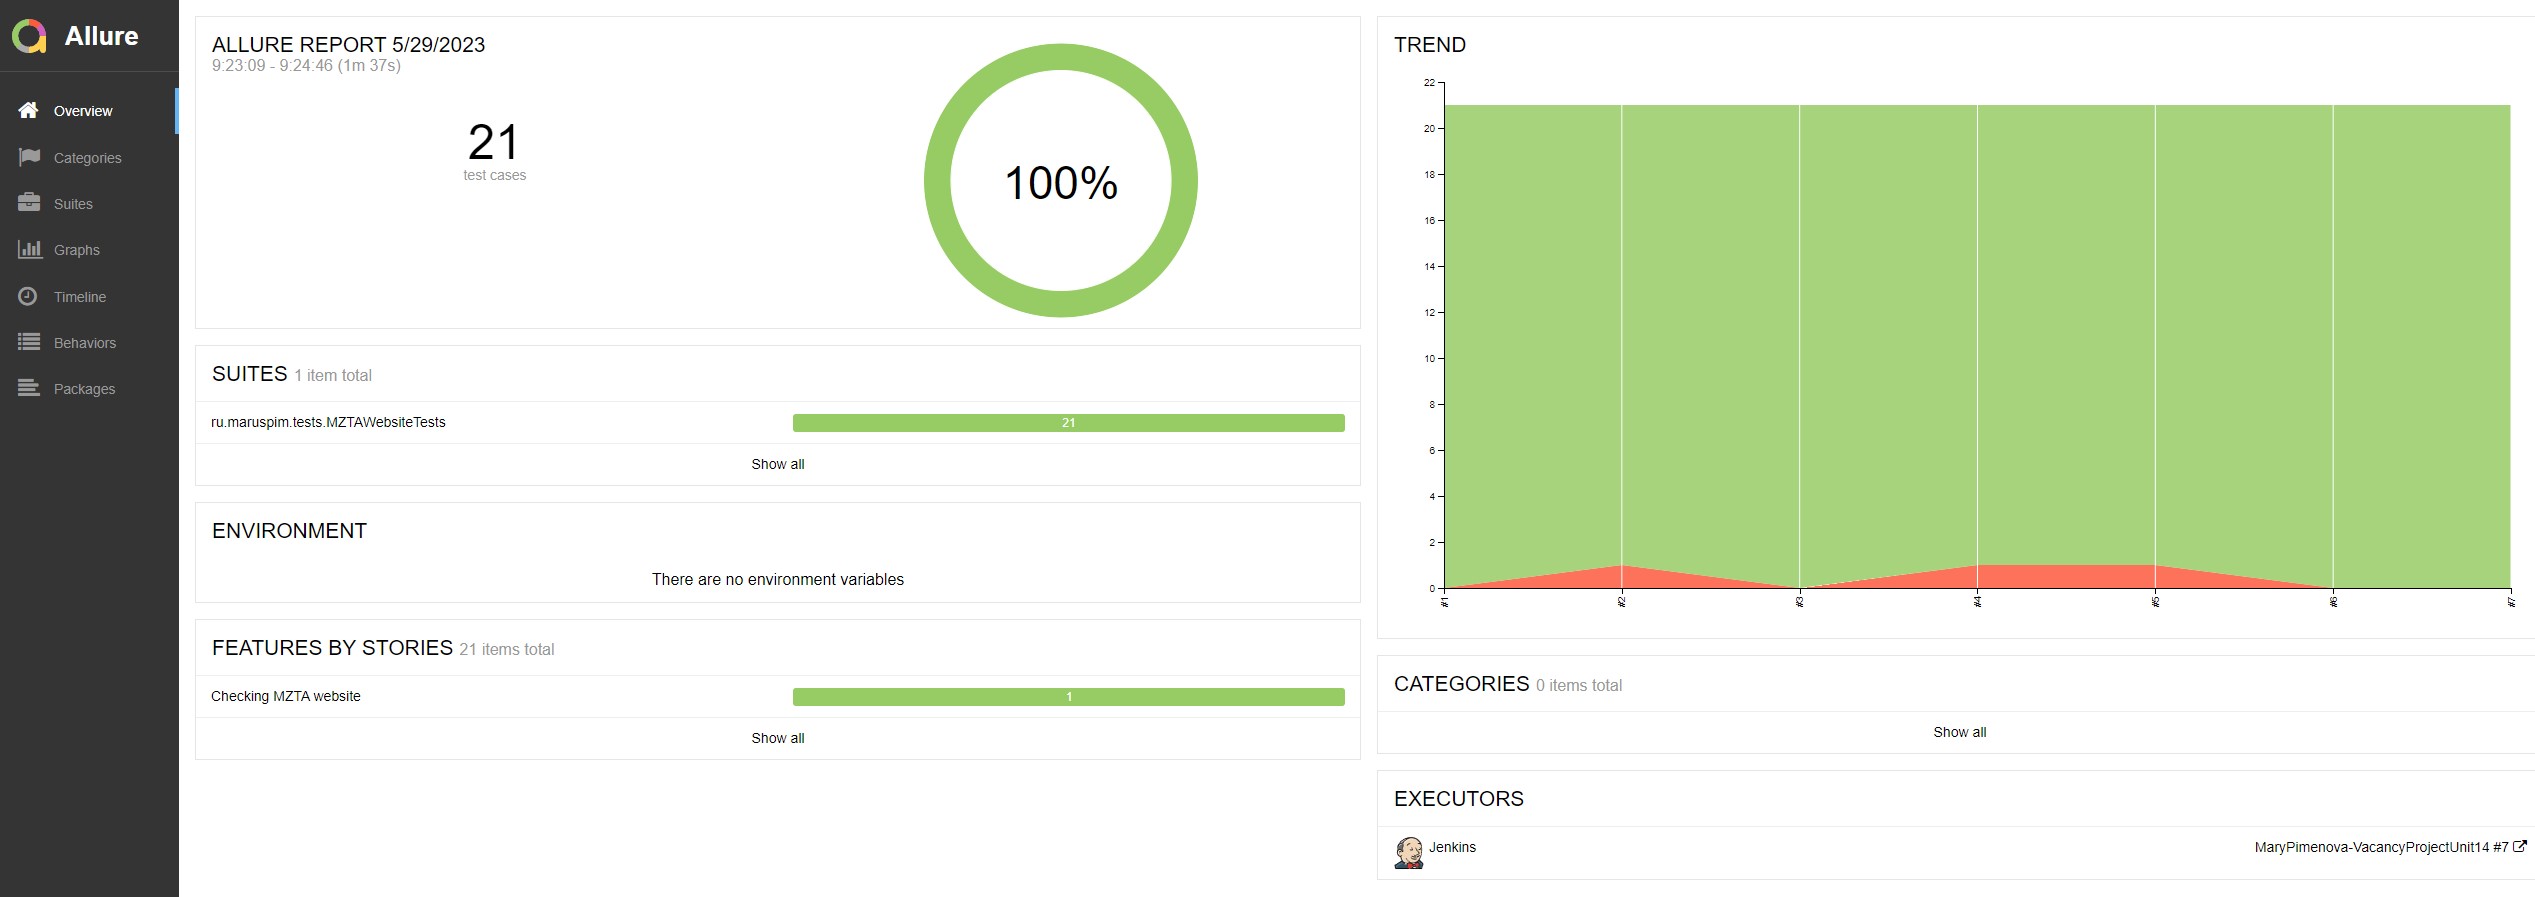 Allure
Overview
Categories
Suites
Graphs
Timeline
Behaviors
Packages
ALLURE REPORT 5/29/2023
9:23:09 - 9:24:46 (1m 37s)
21
test cases
100%
SUITES 1 item total
ru.maruspim.tests.MZTAWebsiteTests
21
Show all
ENVIRONMENT
There are no environment variables
FEATURES BY STORIES 21 items total
Checking MZTA website
1
Show all
TREND
22
20
18
16
14
12
10
8
6
4
2
0
#1
#2
#3
#4
#5
#6
#7
CATEGORIES 0 items total
Show all
EXECUTORS
Jenkins
MaryPimenova-VacancyProjectUnit14 #7